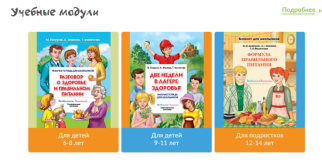 Учебные модули
Подробнее ›
РАЗГОВОР
О ЗДОРОВЬЕ
И ПРАВИЛЬНОМ
ПИТАНИИ
ДВЕ НЕДЕЛИ
В ЛАГЕРЕ
ЗДОРОВЬЯ
ФОРМУЛА
ПРАВИЛЬНОГО
ПИТАНИЯ
Для детей
6-8 лет
Для детей
9-11 лет
Для подростков
12-14 лет